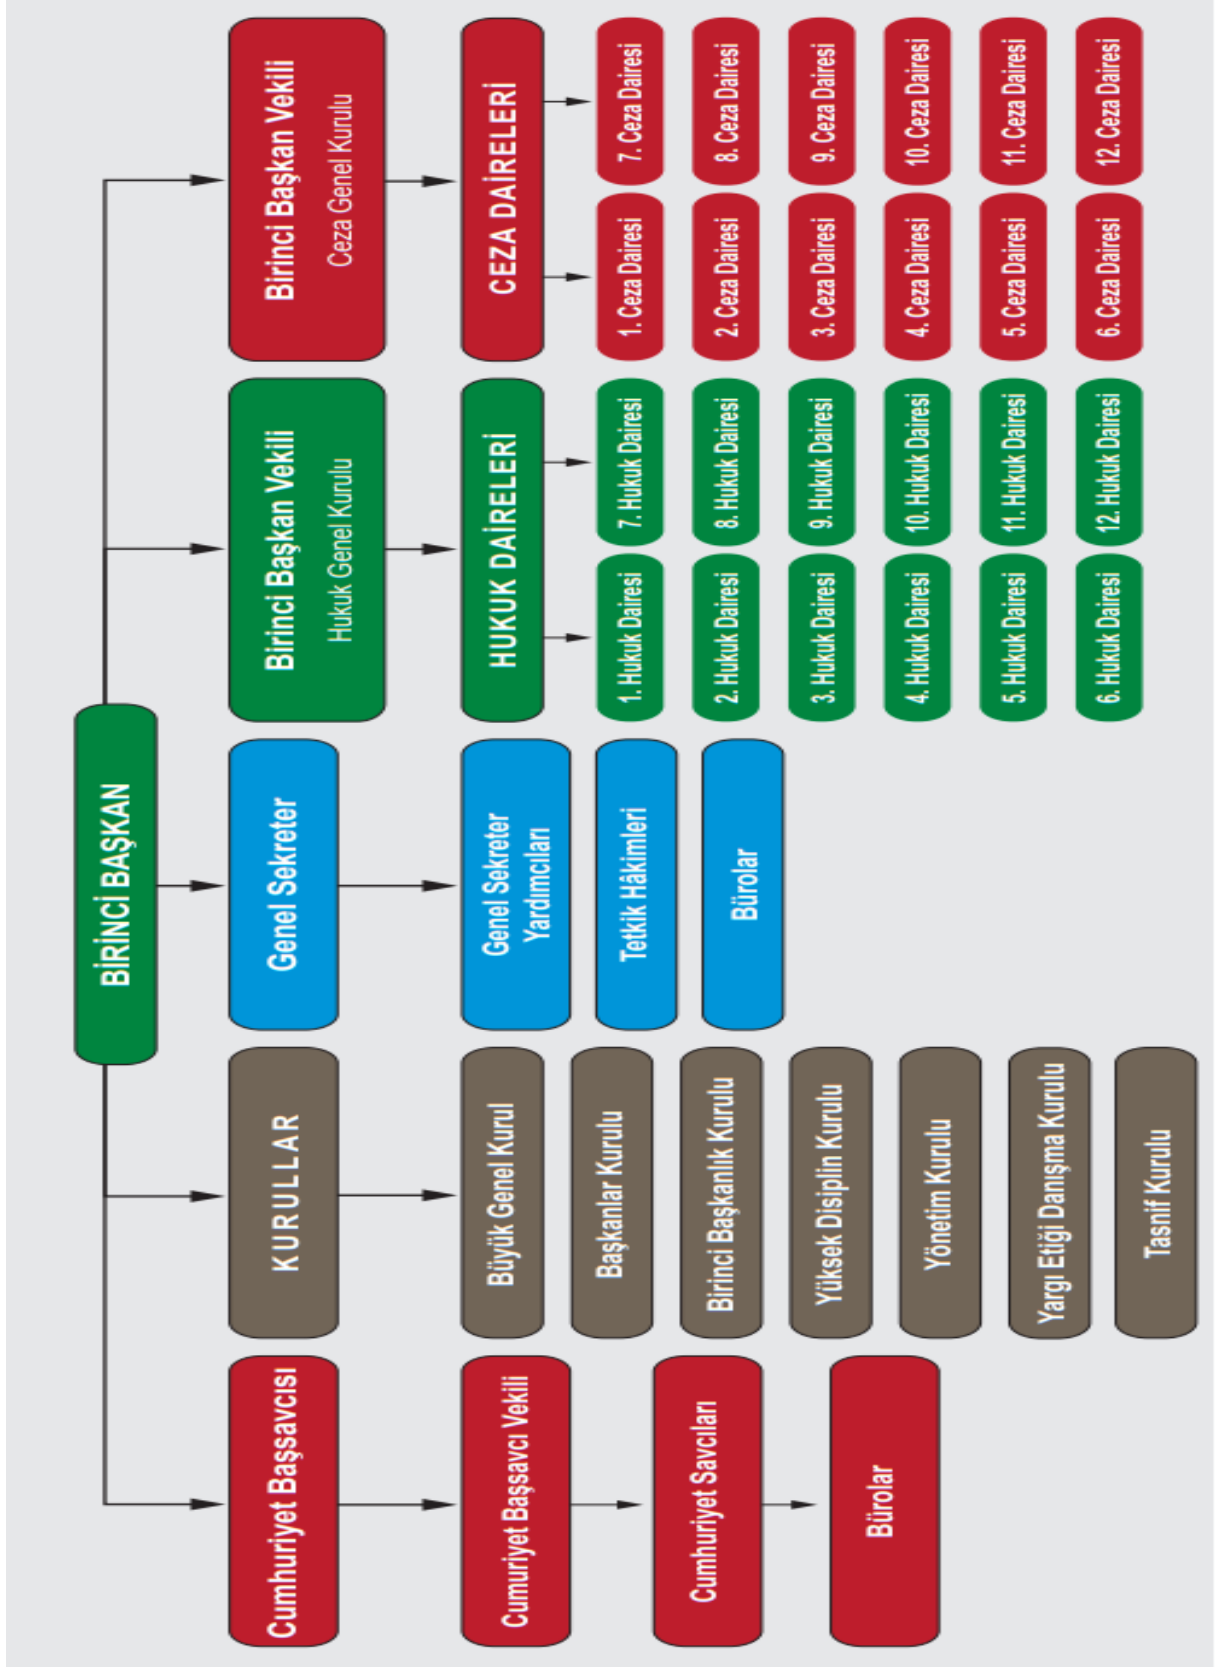 BİRİNCİ BAŞKAN
Cumhuriyet Başsavcısı
Cumuriyet Başsavcı Vekili
Cumhuriyet Savcıları
Bürolar
KURULLAR
Büyük Genel Kurul
Başkanlar Kurulu
Birinci Başkanlık Kurulu
Yüksek Disiplin Kurulu
Yönetim Kurulu
Yargı Etiği Danışma Kurulu
Tasnif Kurulu
Genel Sekreter
Genel Sekreter
Yardımcıları
Tetkik Hâkimleri
Bürolar
Birinci Başkan Vekili
Hukuk Genel Kurulu
HUKUK DAİRELERİ
1. Hukuk Dairesi
2. Hukuk Dairesi
3. Hukuk Dairesi
4. Hukuk Dairesi
5. Hukuk Dairesi
6. Hukuk Dairesi
7. Hukuk Dairesi
8. Hukuk Dairesi
9. Hukuk Dairesi
10. Hukuk Dairesi
11. Hukuk Dairesi
12. Hukuk Dairesi
Birinci Başkan Vekili
Ceza Genel Kurulu
CEZA DAİRELERİ
1. Ceza Dairesi
2. Ceza Dairesi
3. Ceza Dairesi
4. Ceza Dairesi
5. Ceza Dairesi
6. Ceza Dairesi
7. Ceza Dairesi
8. Ceza Dairesi
9. Ceza Dairesi
10. Ceza Dairesi
11. Ceza Dairesi
12. Ceza Dairesi